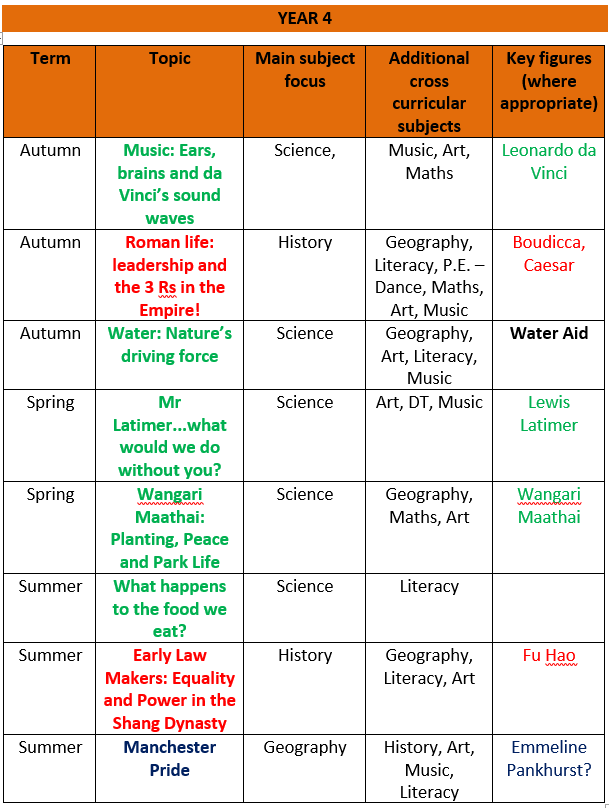 YEAR 4
Term Topic Main subject Additional Key figures
focus cross (where
curricular appropriate)
subjects
Autumn Music: Ears, Science, Music, Art, Leonardo da
brains and da Maths Vinci
Vinci's sound
waves
Autumn Roman life: History Geography, Boudicca,
leadership and Literacy, P.E. – Caesar
the 3 Rs in the Dance, Maths,
Empire! Art, Music
Autumn Water: Nature's Science Geography, Water Aid
driving force Art, Literacy,
Music
Spring Mr Science Art, DT, Music Lewis
Latimer...what Latimer
would we do
without you?
Spring Wangari Science Geography, Wangari
Maathai: Maths, Art Maathai
Planting, Peace
and Park Life
Summer What happens Science Literacy
to the food we
eat?
Summer Early Law History Geography, Fu Hao
Makers: Equality Literacy, Art
and Power in the
Shang Dynasty
Summer Manchester Geography History, Art, Emmeline
Pride Music, Pankhurst?
Literacy